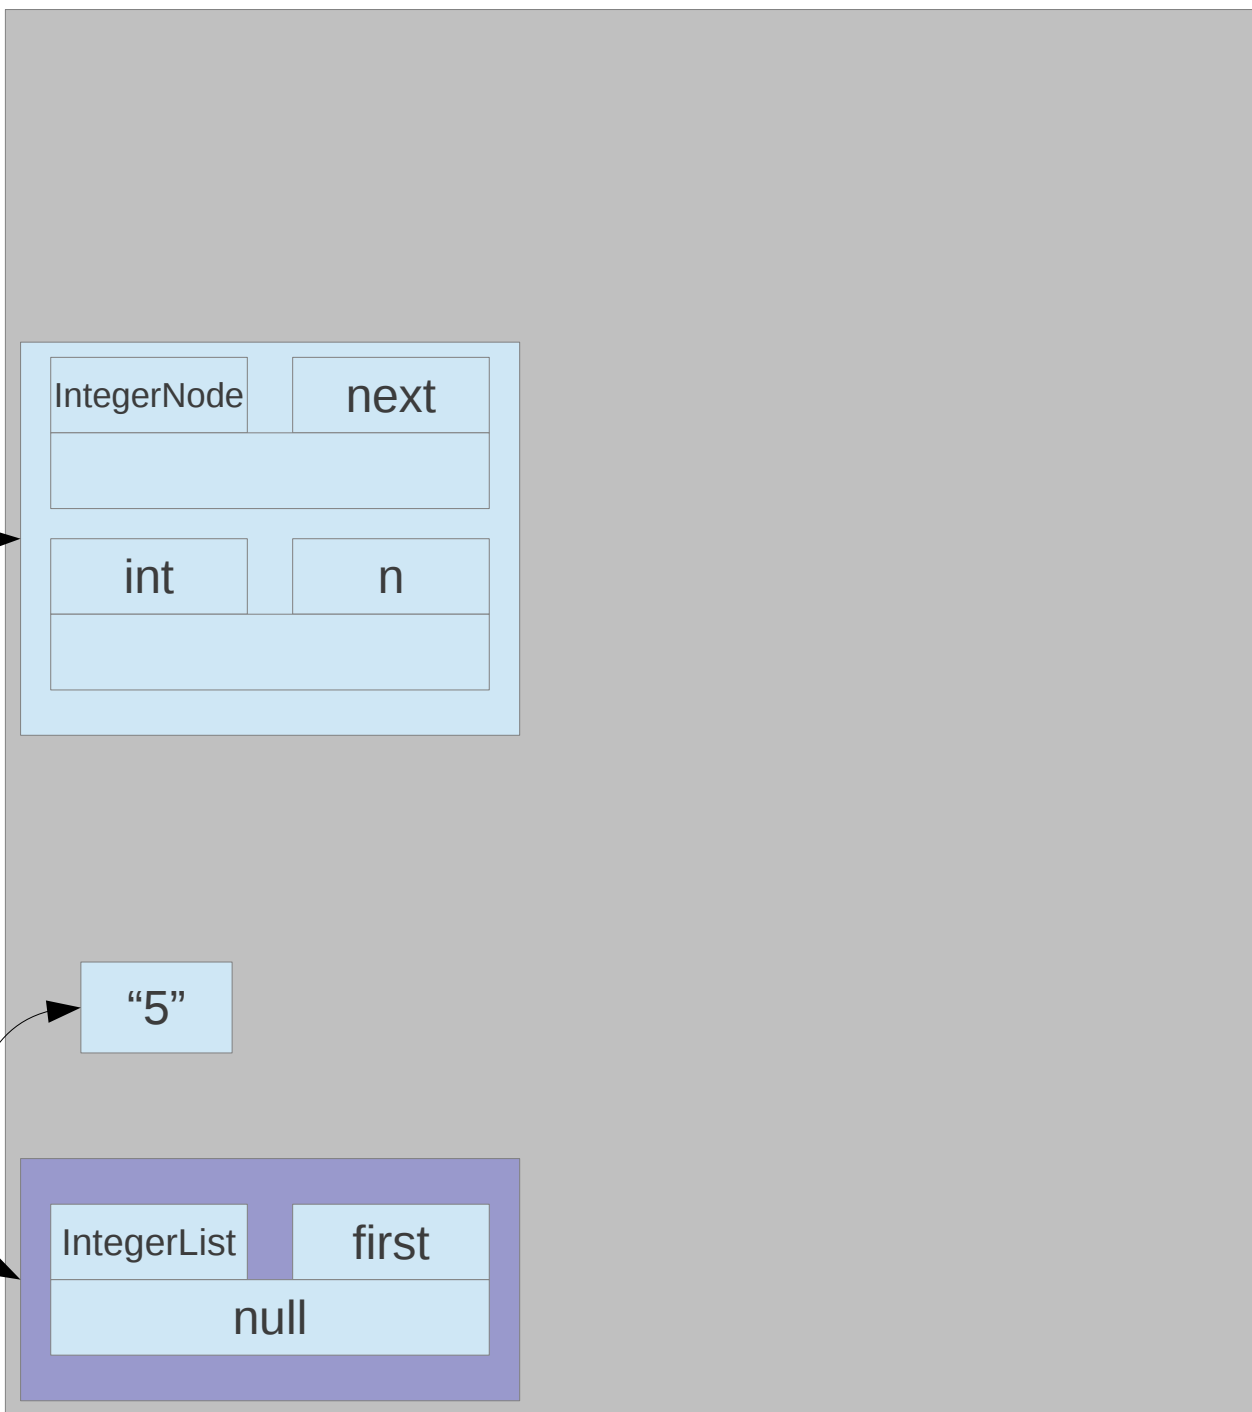 IntegerNode next
int n
“5”
IntegerList first
null